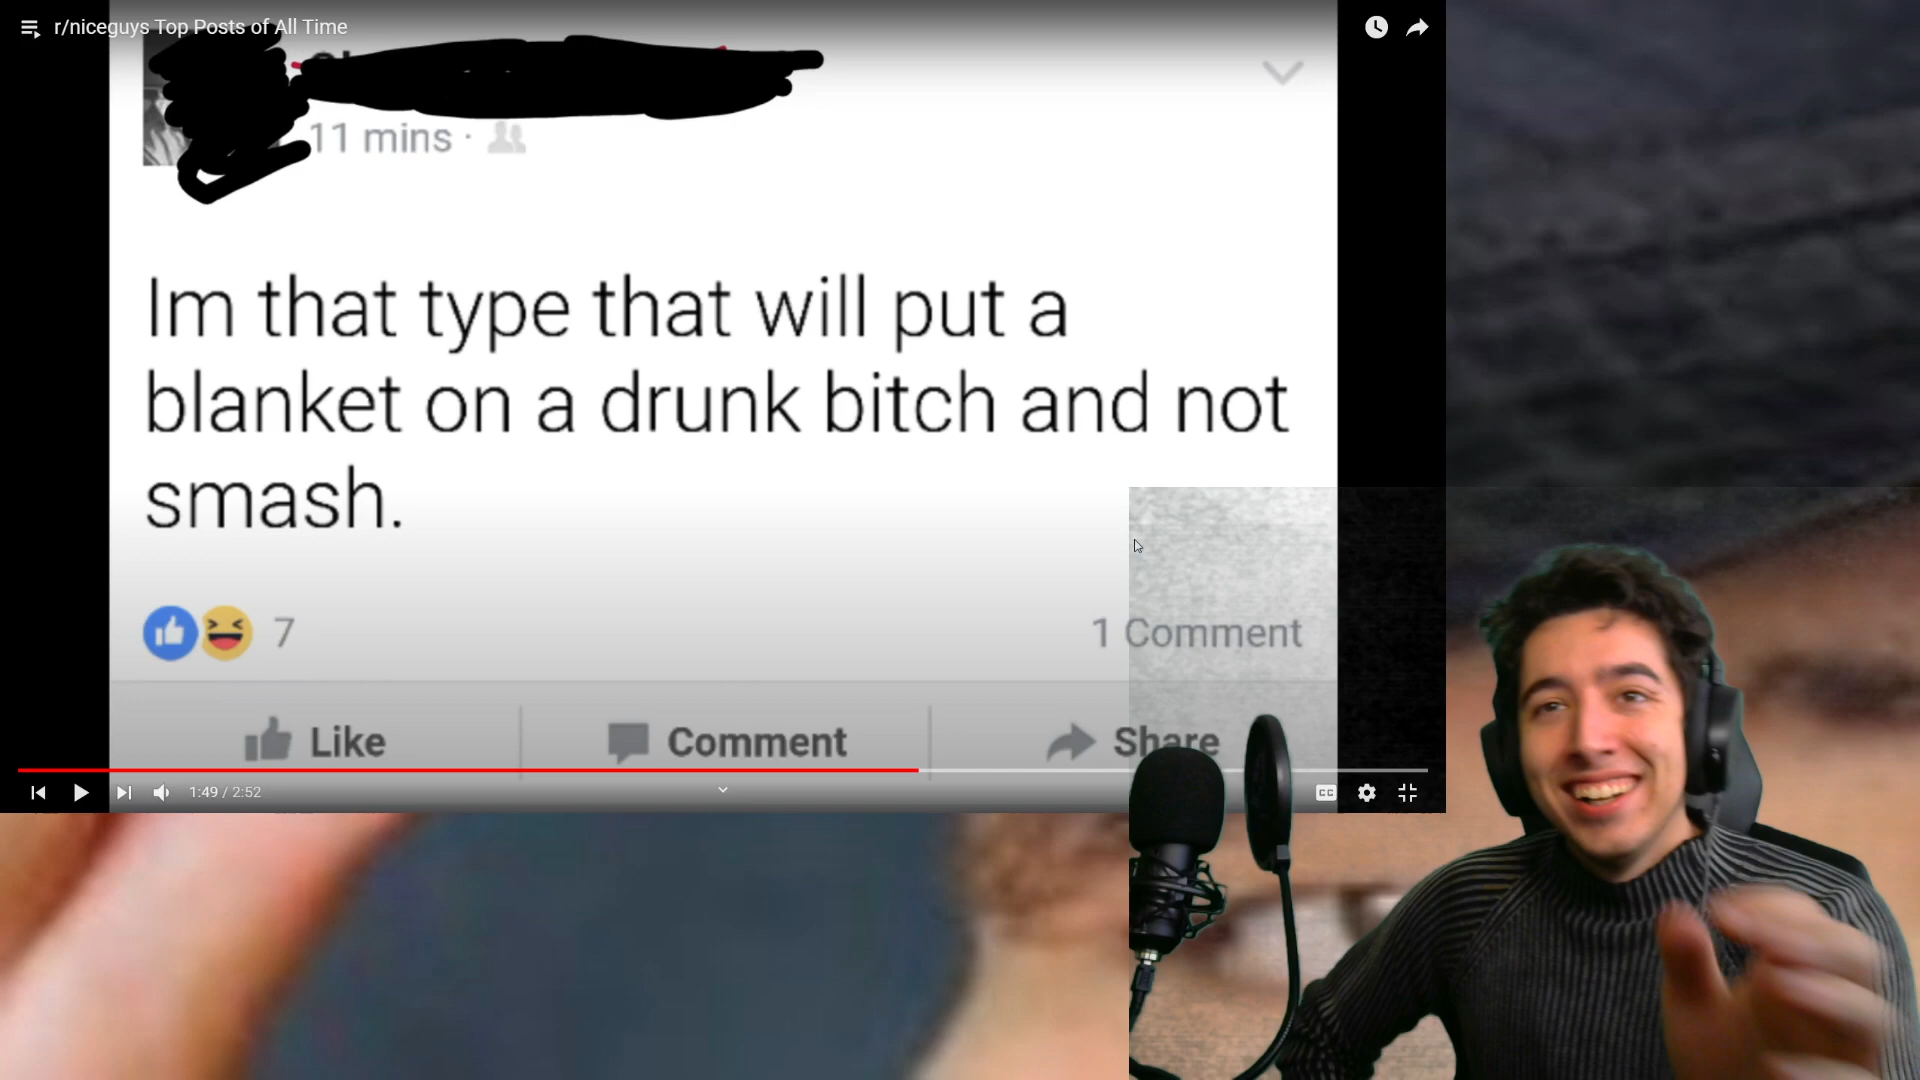 r/niceguys Top Posts of All Time
11 mins ·
Im that type that will put a
blanket on a drunk bitch and not
smash.
7
1 Comment
Like
Comment
Share
1:49 / 2:52
CC